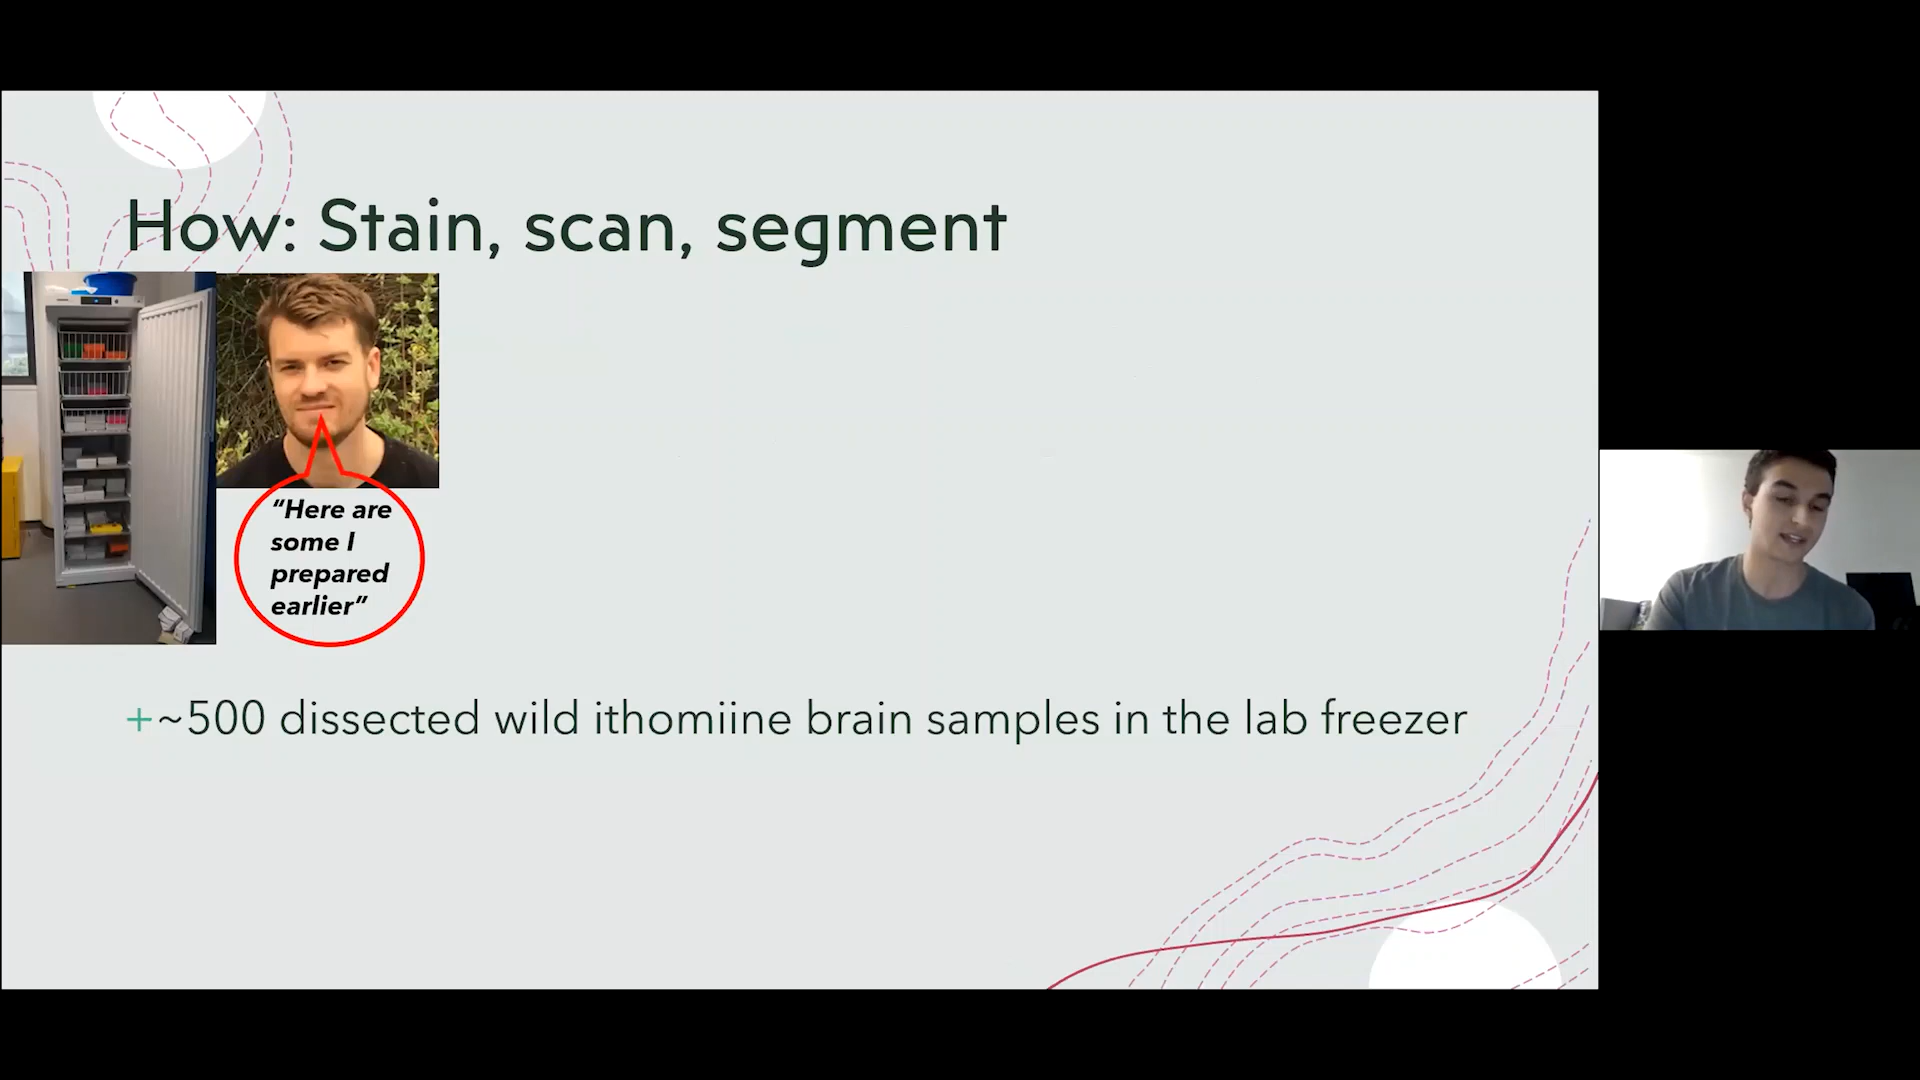 How: Stain, scan, segment
“Here are
some I
prepared
earlier”
+~500 dissected wild ithomiine brain samples in the lab freezer